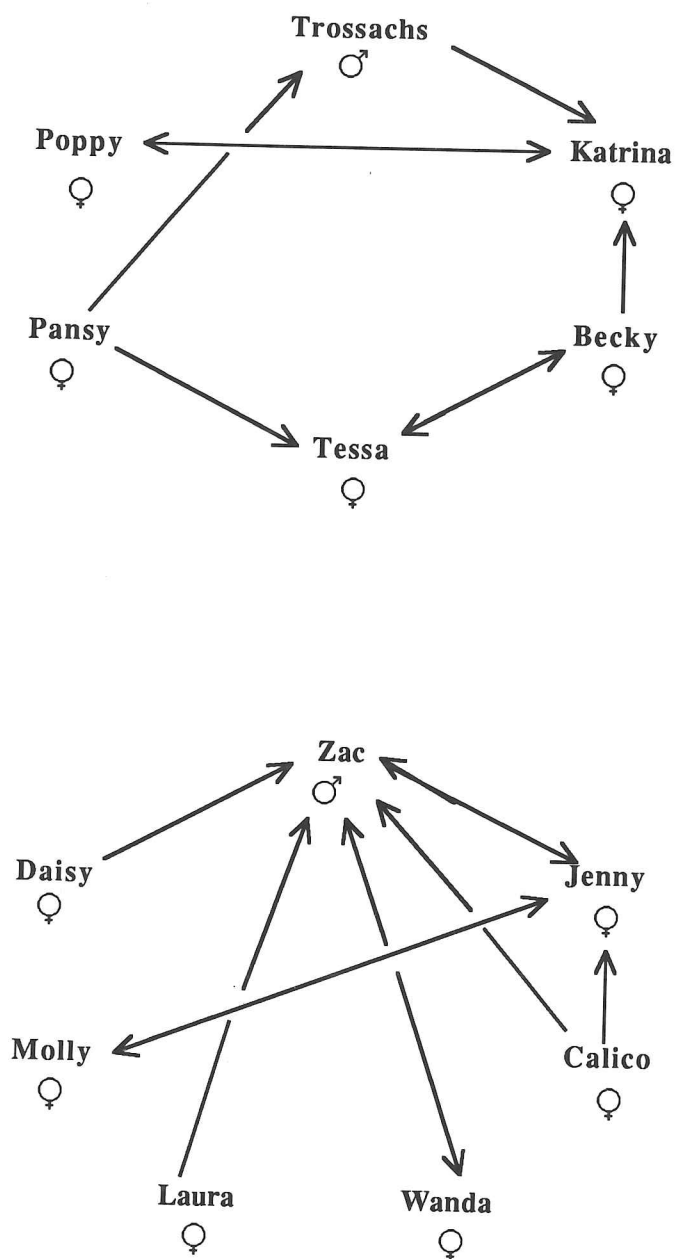 Trossachs
♂
Poppy
Katrina
♀
♀
Pansy
Becky
♀
♀
Tessa
♀
Zac
♂
Daisy
Jenny
♀
♀
Molly
Calico
♀
♀
Laura
Wanda
♀
♀